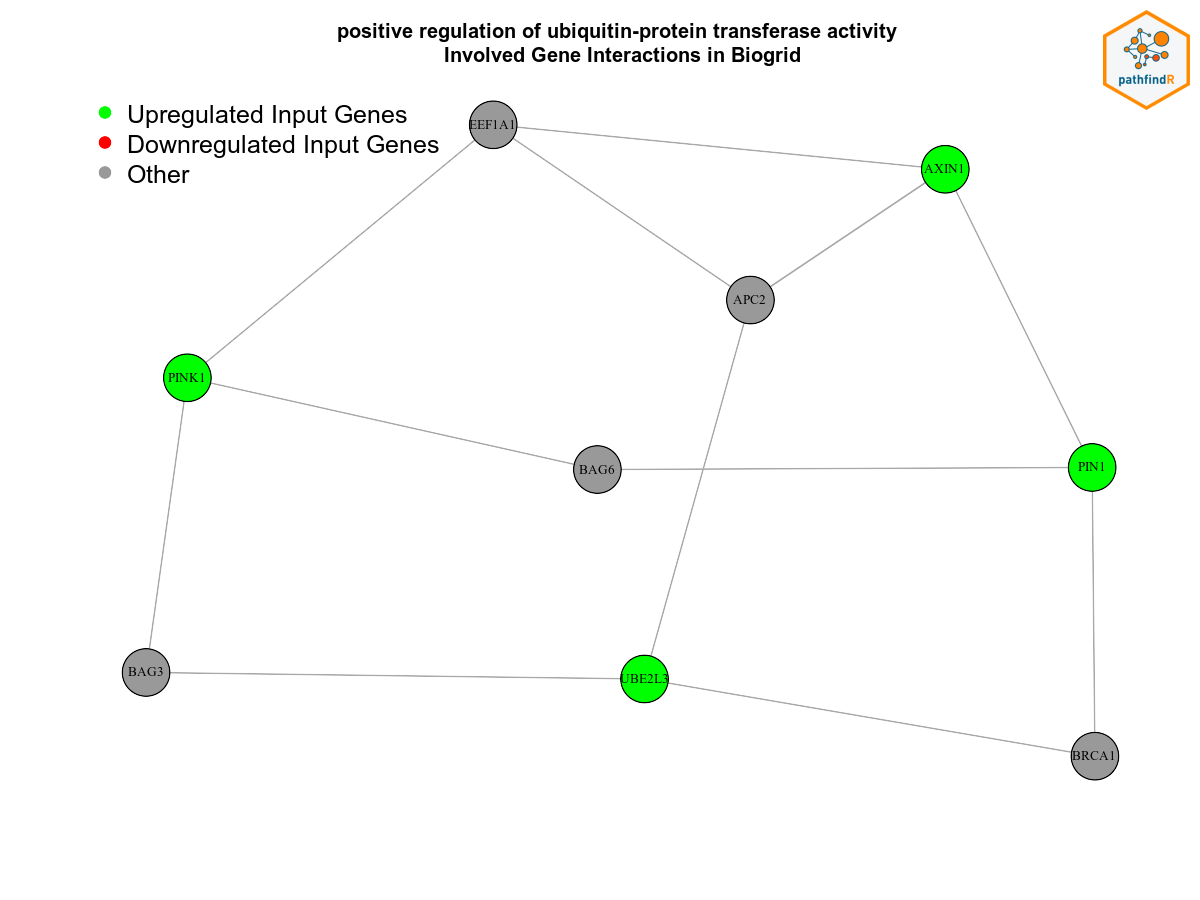 positive regulation of ubiquitin-protein transferase activity
Involved Gene Interactions in Biogrid
pathfindR
Upregulated Input Genes
Downregulated Input Genes
Other
EEF1A1
AXIN1
APC2
PINK1
BAG6
PIN1
BAG3
UBE2L3
BRCA1